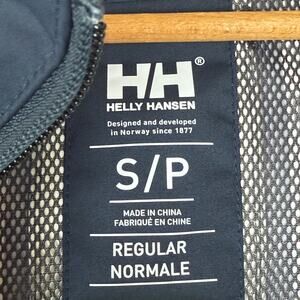 HH®
HELLY HANSEN
Designed and developed
in Norway since 1877
S/P
MADE IN CHINA
FABRIQUÉ EN CHINE
REGULAR
NORMALE